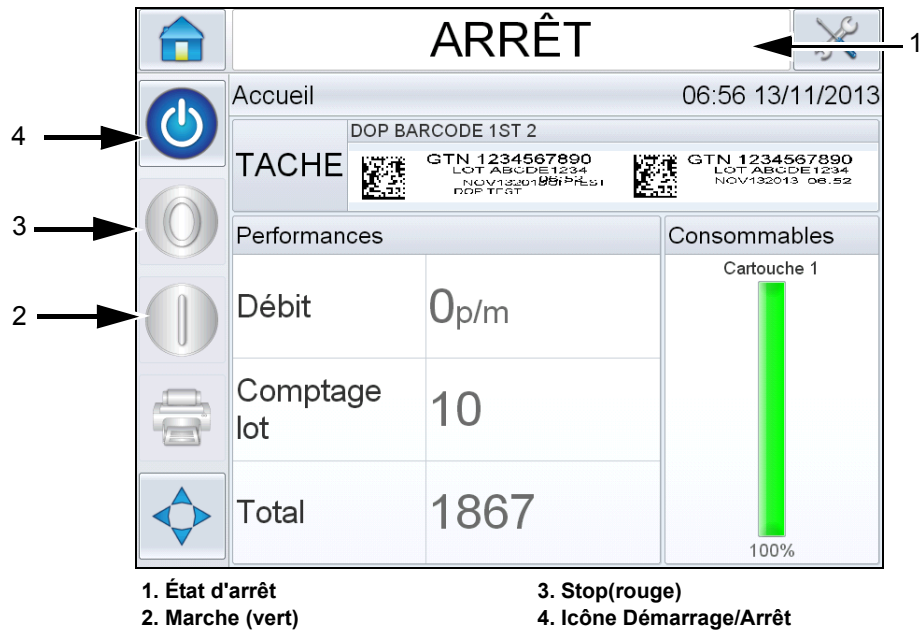 ARRÊT
1
Accueil
06:56 13/11/2013
4
DOP BARCODE 1ST 2
TACHE
GTN 1234567890
LOT ABCDE1234
DOP TEST
GTN 1234567890
LOT ABCDE1234
NOV132013 06.52
3
Performances
Consommables
Cartouche 1
2
Débit
0p/m
Comptage
lot
10
Total
1867
100%
1. État d'arrêt
2. Marche (vert)
3. Stop(rouge)
4. Icône Démarrage/Arrêt